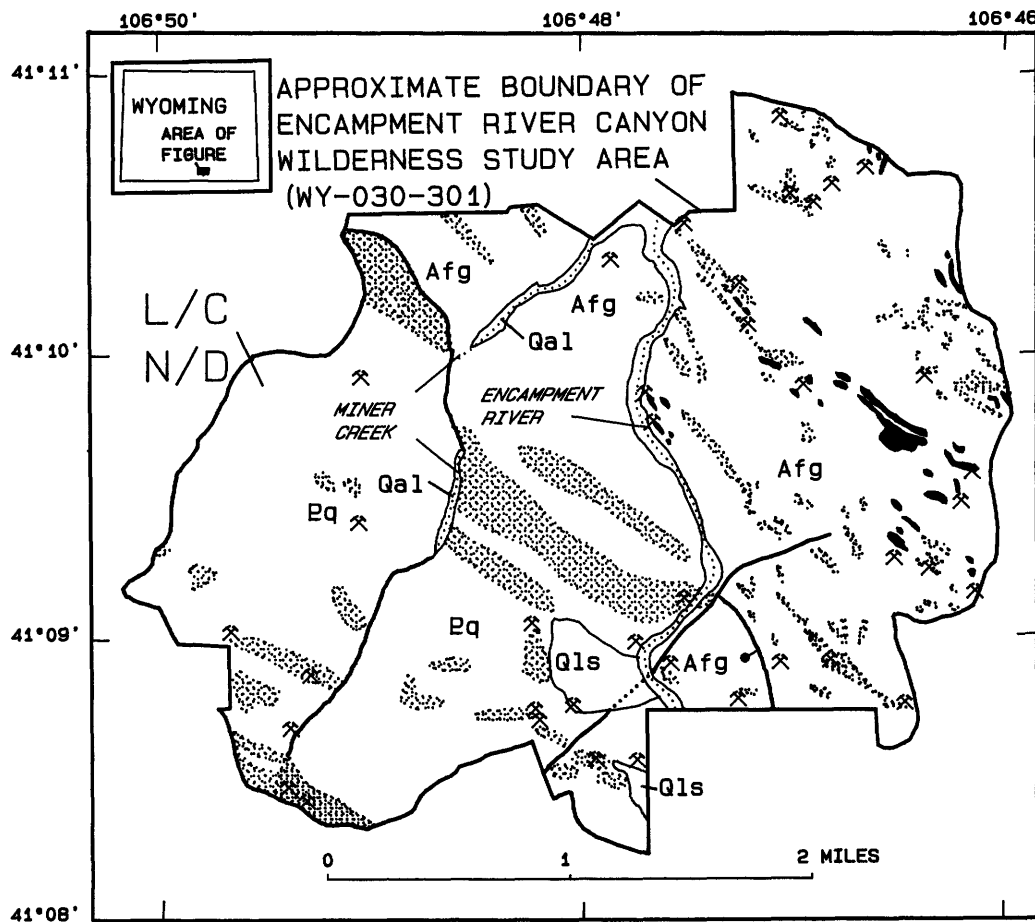 106°50'
106°48'
106°46'
41°11'
WYOMING
AREA OF
FIGURE
APPROXIMATE BOUNDARY OF
ENCAMPMENT RIVER CANYON
WILDERNESS STUDY AREA
(WY-030-301)
Afg
Afg
L/C
N/D
Qal
41°10'
MINER
CREEK
ENCAMPMENT
RIVER
Afg
Qal
41°09'
Qls
Afg
Qls
0 1 2 MILES
41°08'